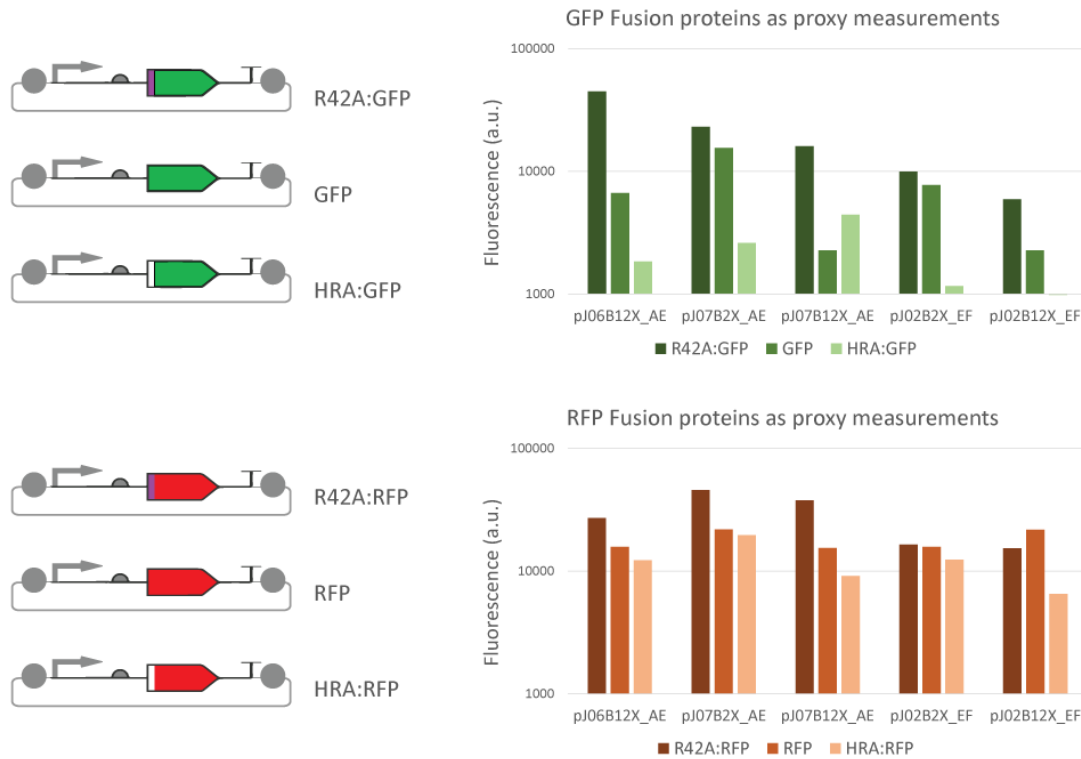 R42A:GFP
GFP
HRA:GFP
GFP Fusion proteins as proxy measurements
Fluorescence (a.u.)
100000
10000
1000
pJ06B12X_AE pJ07B2X_AE pJ07B12X_AE pJ02B2X_EF pJ02B12X_EF
R42A:GFP GFP HRA:GFP
R42A:RFP
RFP
HRA:RFP
RFP Fusion proteins as proxy measurements
Fluorescence (a.u.)
100000
10000
1000
pJ06B12X_AE pJ07B2X_AE pJ07B12X_AE pJ02B2X_EF pJ02B12X_EF
R42A:RFP RFP HRA:RFP